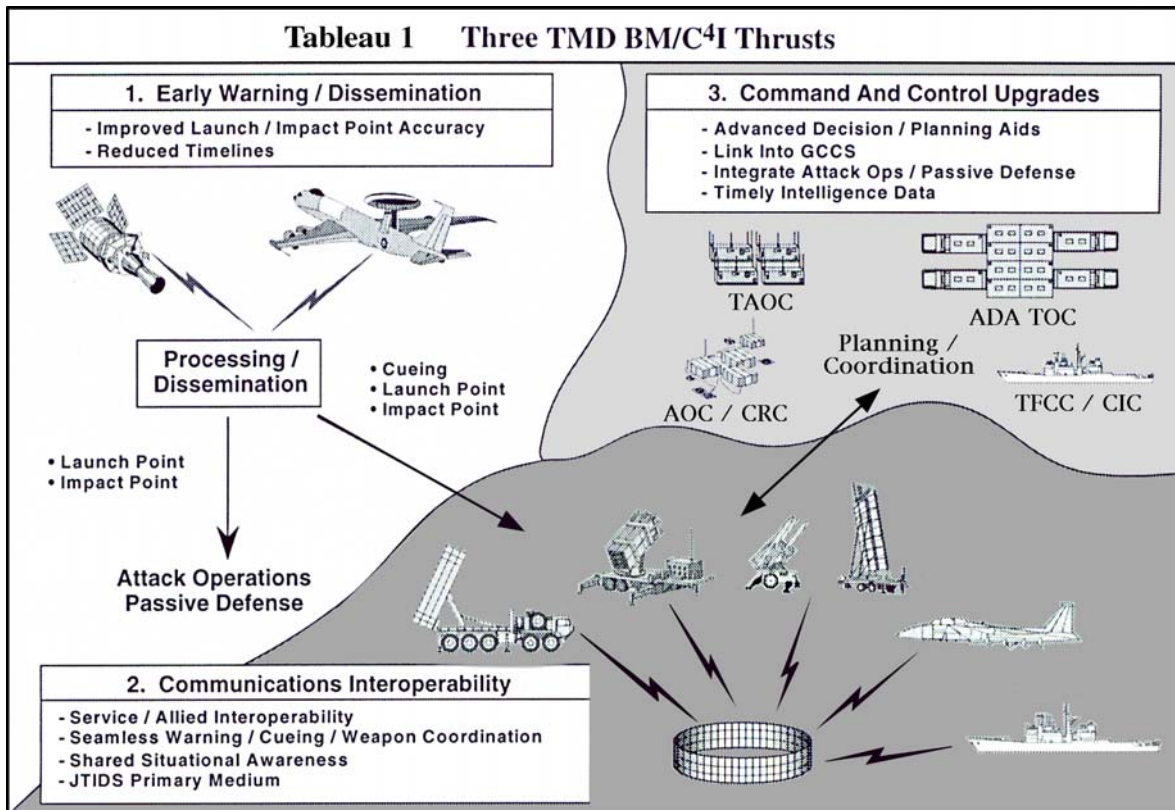 Tableau 1 Three TMD BM/C⁴I Thrusts
1. Early Warning / Dissemination
- Improved Launch / Impact Point Accuracy
- Reduced Timelines
3. Command And Control Upgrades
- Advanced Decision / Planning Aids
- Link Into GCCS
- Integrate Attack Ops / Passive Defense
- Timely Intelligence Data
TAOC
ADA TOC
Processing /
Dissemination
• Cueing
• Launch Point
• Impact Point
AOC / CRC
Planning /
Coordination
TFCC / CIC
• Launch Point
• Impact Point
Attack Operations
Passive Defense
2. Communications Interoperability
- Service / Allied Interoperability
- Seamless Warning / Cueing / Weapon Coordination
- Shared Situational Awareness
- JTIDS Primary Medium